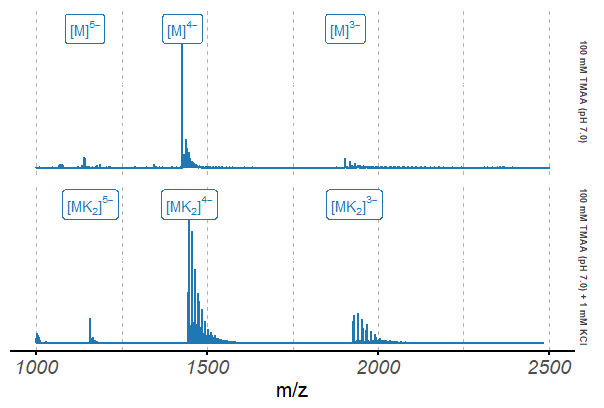 [M]⁵⁻ [M]⁴⁻ [M]³⁻
100 mM TMAA (pH 7.0)
[MK₂]⁵⁻ [MK₂]⁴⁻ [MK₂]³⁻
100 mM TMAA (pH 7.0) + 1 mM KCl
1000 1500 2000 2500
m/z